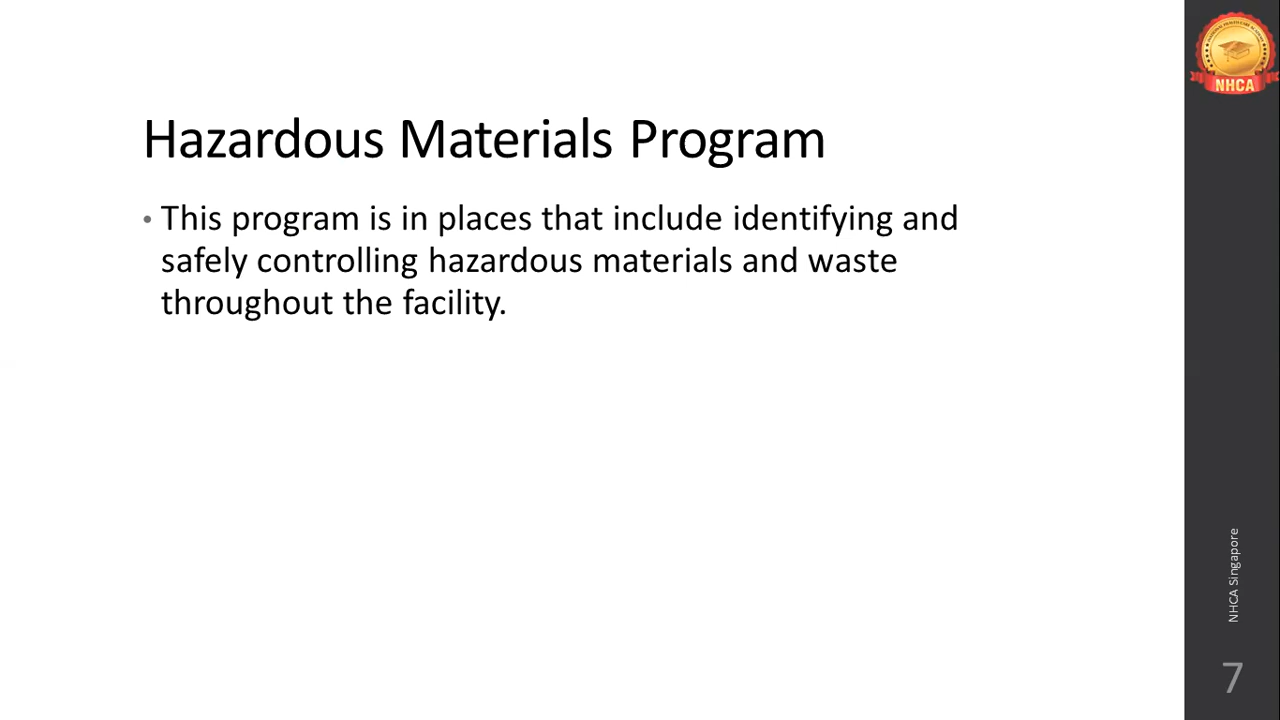 Hazardous Materials Program
• This program is in places that include identifying and
safely controlling hazardous materials and waste
throughout the facility.
NHCA
NHCA Singapore
7